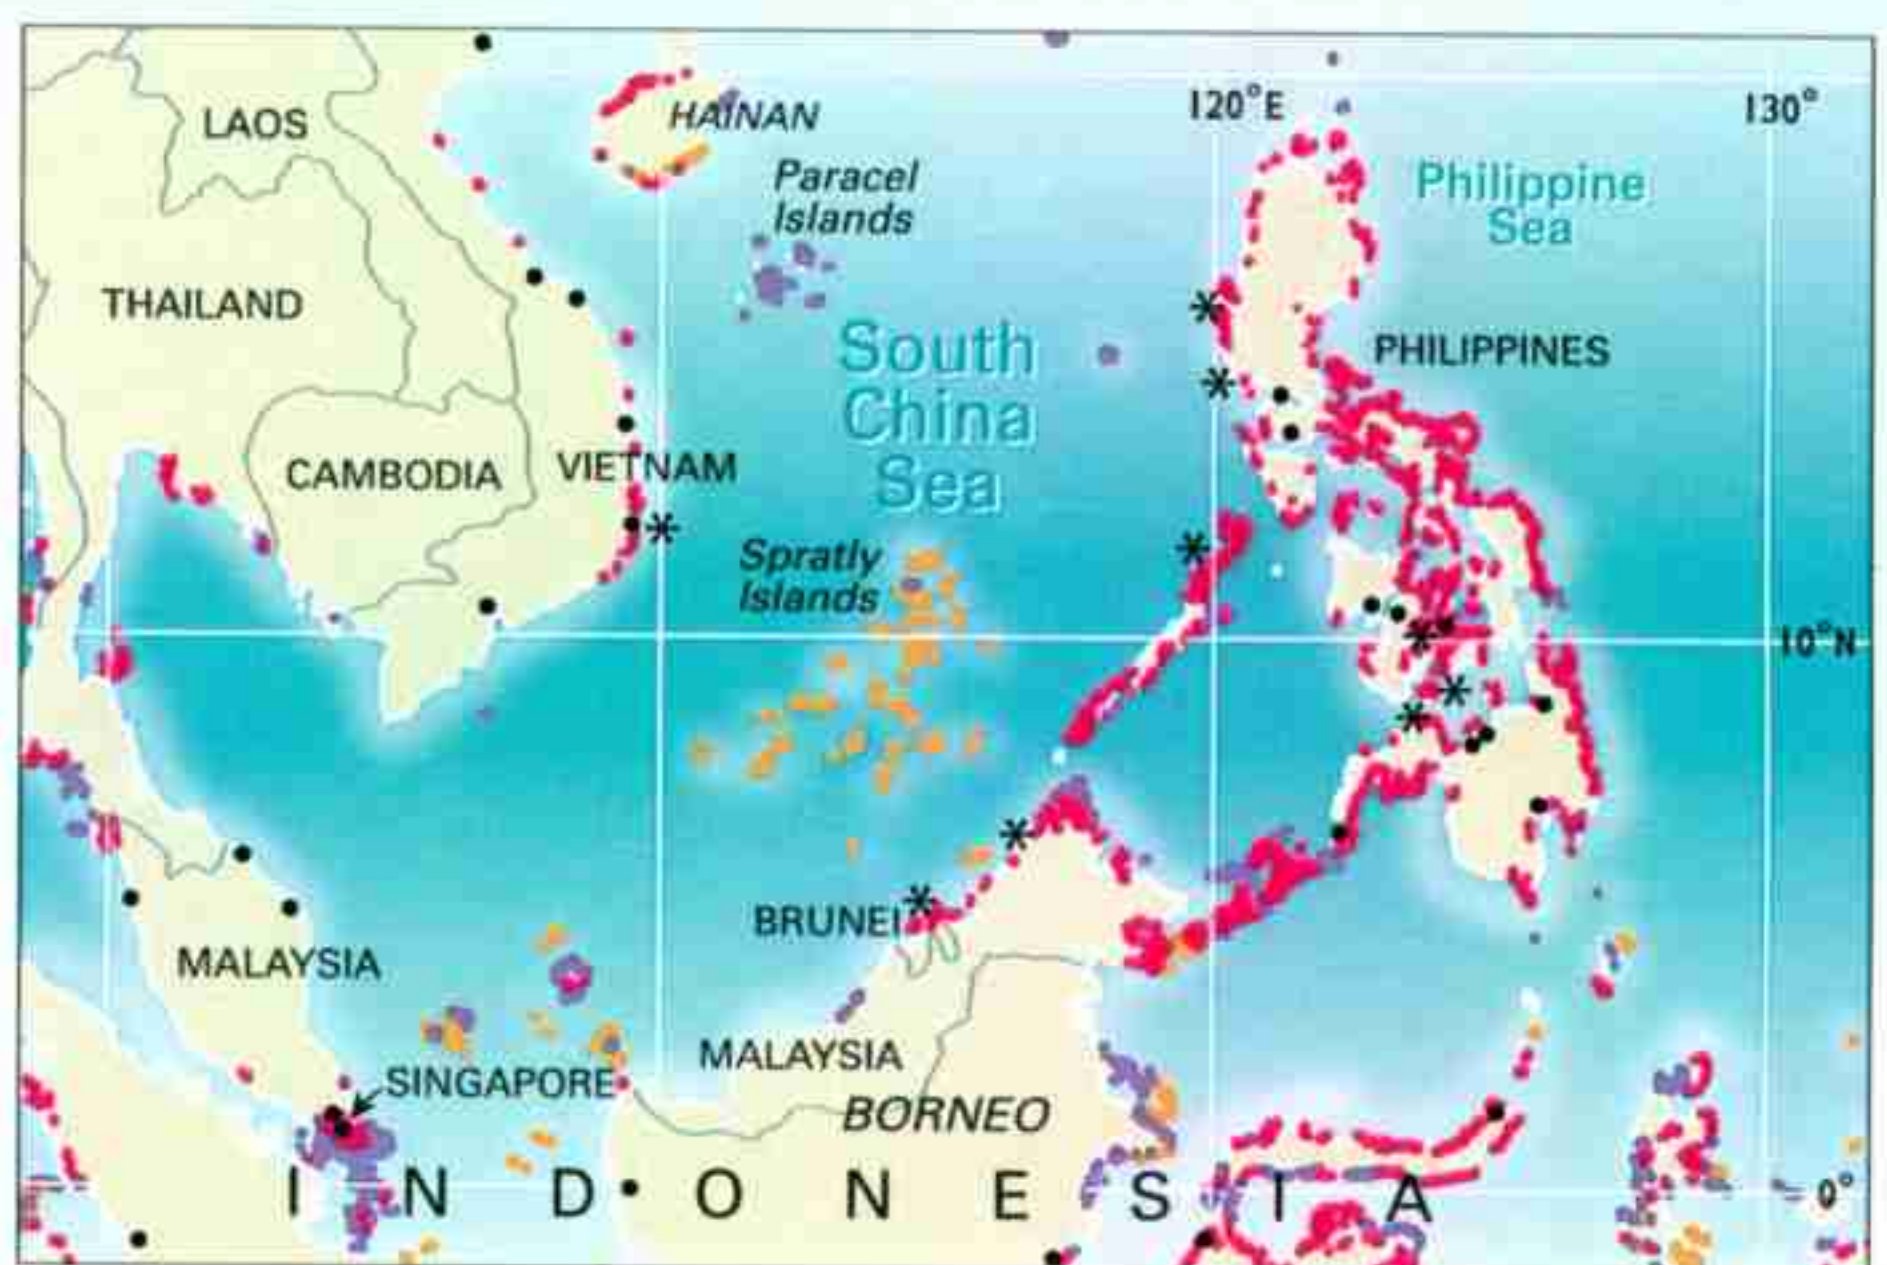 120°E
130°
LAOS
HAINAN
Paracel
Islands
Philippine
Sea
THAILAND
South
China
Sea
PHILIPPINES
CAMBODIA
VIETNAM
Spratly
Islands
10°N
BRUNEI
MALAYSIA
MALAYSIA
SINGAPORE
BORNEO
INDONESIA
0°